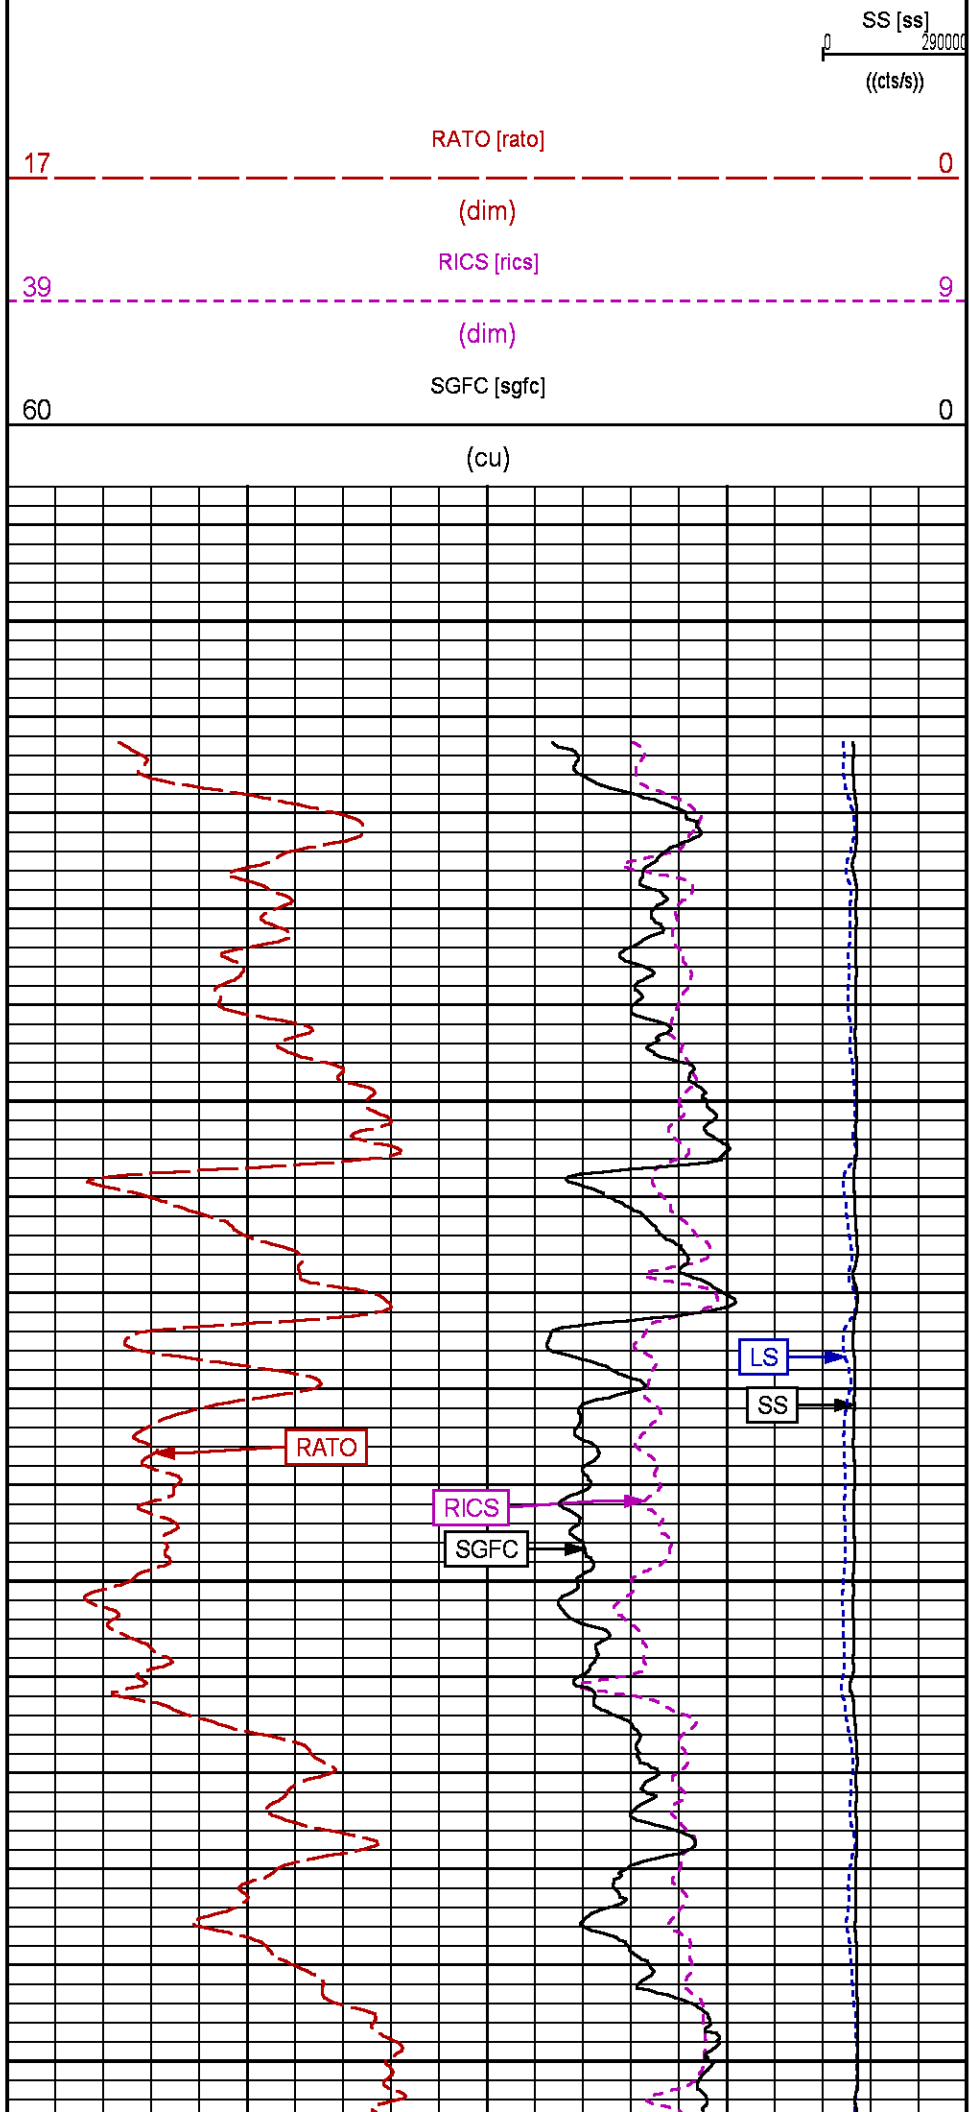 SS [ss]
0 290000
((cts/s))
RATO [rato]
17 0
(dim)
RICS [rics]
39 9
(dim)
SGFC [sgfc]
60 0
(cu)
LS
SS
RATO
RICS
SGFC